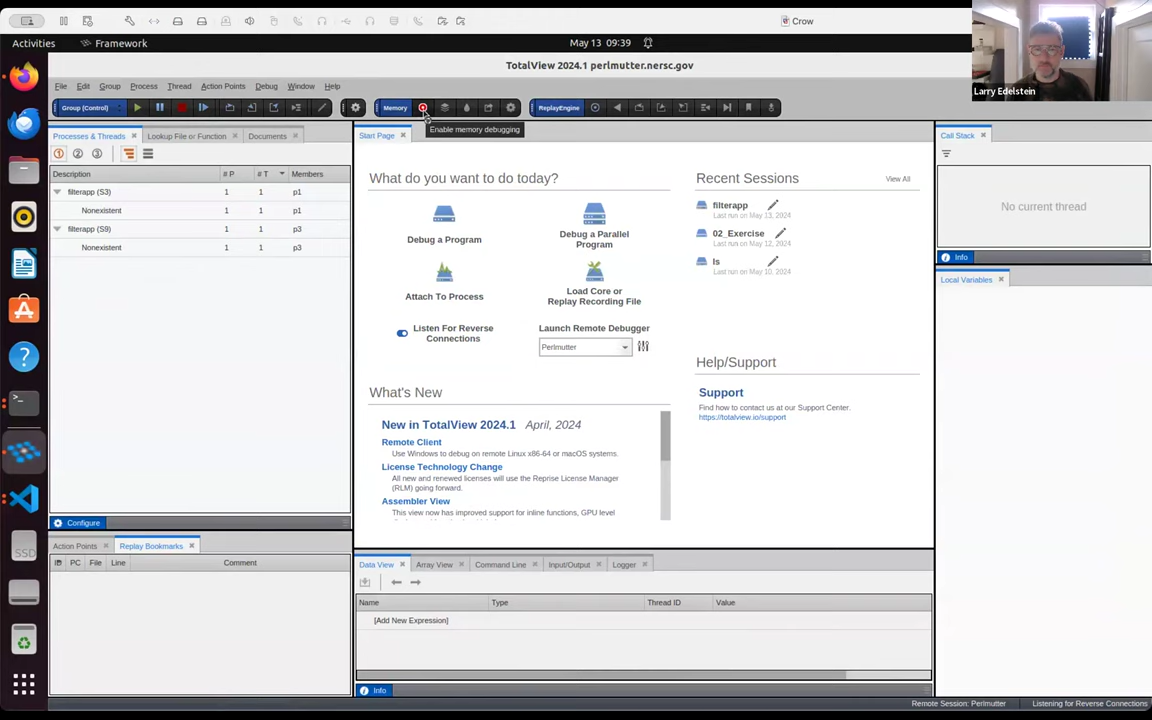 Crow
Activities
Framework
May 13 09:39
Larry Edelstein
TotalView 2024.1 perlmutter.nersc.gov
File Edit Group Process Thread Action Points Debug Window Help
Group (Control)
Memory
ReplayEngine
Enable memory debugging
Processes & Threads
Lookup File or Function
Documents
Start Page
Call Stack
1 2 3
Description # P # T Members
filterapp (S3) 1 1 p1
Nonexistent 1 1 p1
filterapp (S9) 1 1 p3
Nonexistent 1 1 p3
Configure
What do you want to do today?
Debug a Program
Debug a Parallel
Program
Attach To Process
Load Core or
Replay Recording File
Listen For Reverse
Connections
Launch Remote Debugger
Perlmutter
Recent Sessions
View All
filterapp
Last run on May 13, 2024
02_Exercise
Last run on May 12, 2024
ls
Last run on May 10, 2024
What's New
New in TotalView 2024.1 April, 2024
Remote Client
Use Windows to debug on remote Linux x86-64 or macOS systems.
License Technology Change
All new and renewed licenses will use the Reprise License Manager
(RLM) going forward.
Assembler View
This view now has improved support for inline functions, GPU level
Help/Support
Support
Find how to contact us at our Support Center.
https://totalview.io/support
No current thread
Info
Local Variables
Action Points
Replay Bookmarks
PC File Line Comment
Data View
Array View
Command Line
Input/Output
Logger
Name Type Thread ID Value
[Add New Expression]
Info
SSD
Remote Session: Perlmutter
Listening for Reverse Connections